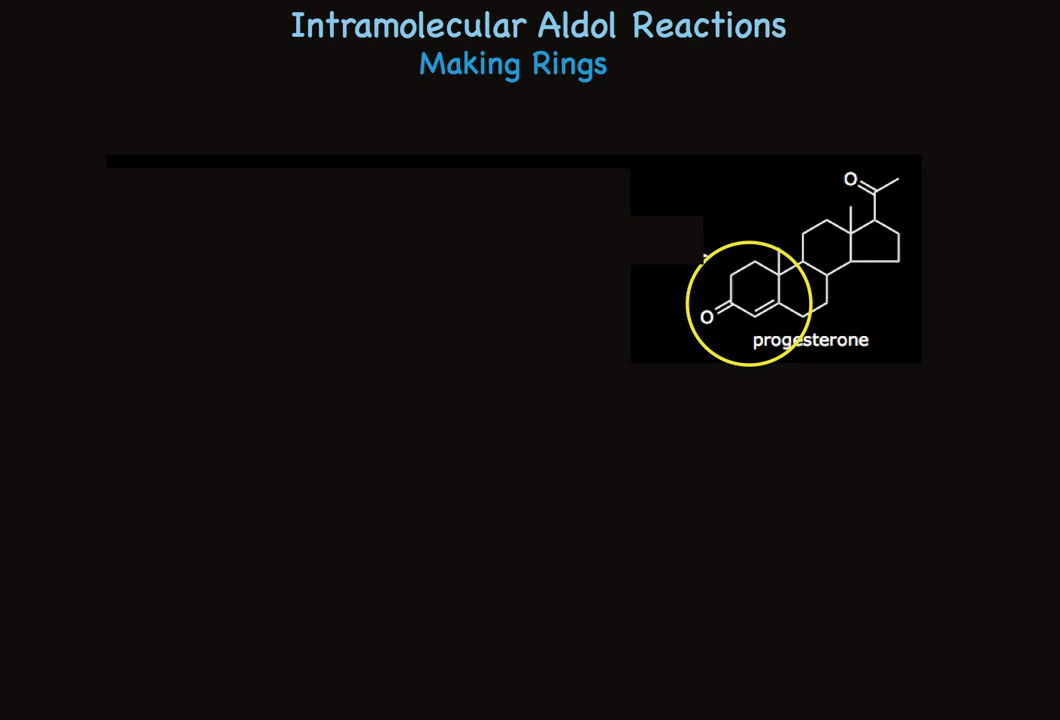 Intramolecular Aldol Reactions
Making Rings
O
O
progesterone